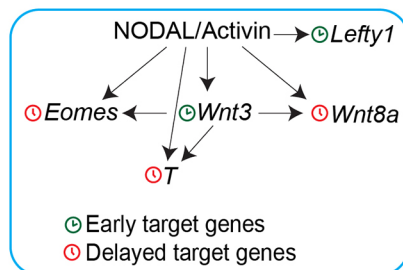 NODAL/Activin Lefty1
Eomes Wnt3 Wnt8a
T
Early target genes
Delayed target genes